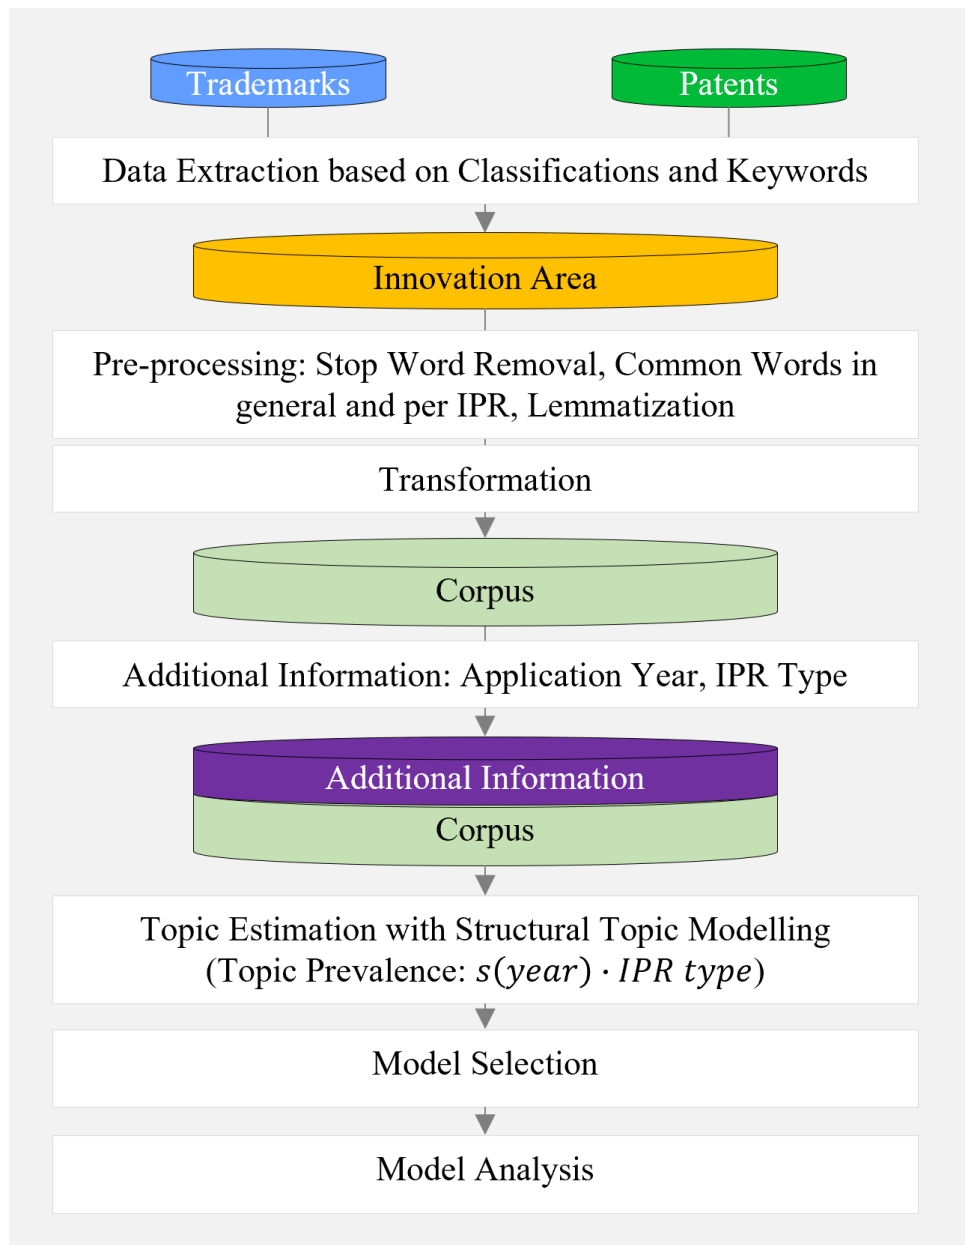 Trademarks
Patents
Data Extraction based on Classifications and Keywords
Innovation Area
Pre-processing: Stop Word Removal, Common Words in
general and per IPR, Lemmatization
Transformation
Corpus
Additional Information: Application Year, IPR Type
Additional Information
Corpus
Topic Estimation with Structural Topic Modelling
(Topic Prevalence: s(year) · IPR type)
Model Selection
Model Analysis